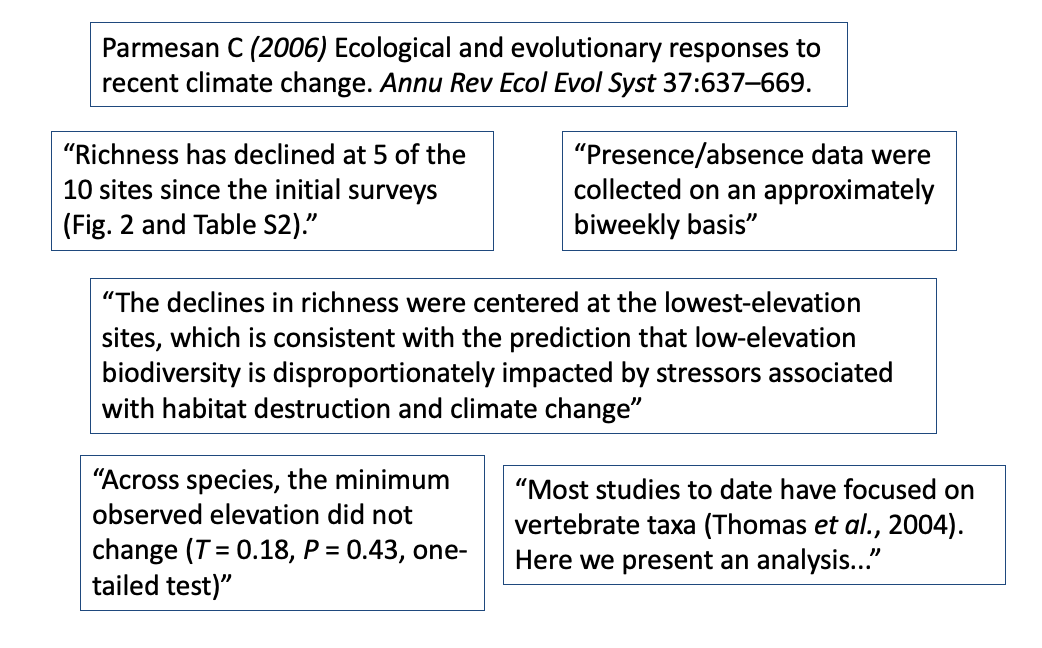 Parmesan C (2006) Ecological and evolutionary responses to
recent climate change. Annu Rev Ecol Evol Syst 37:637–669.
“Richness has declined at 5 of the
10 sites since the initial surveys
(Fig. 2 and Table S2).”
“Presence/absence data were
collected on an approximately
biweekly basis”
“The declines in richness were centered at the lowest-elevation
sites, which is consistent with the prediction that low-elevation
biodiversity is disproportionately impacted by stressors associated
with habitat destruction and climate change”
“Across species, the minimum
observed elevation did not
change (T = 0.18, P = 0.43, one-
tailed test)”
“Most studies to date have focused on
vertebrate taxa (Thomas et al., 2004).
Here we present an analysis...”